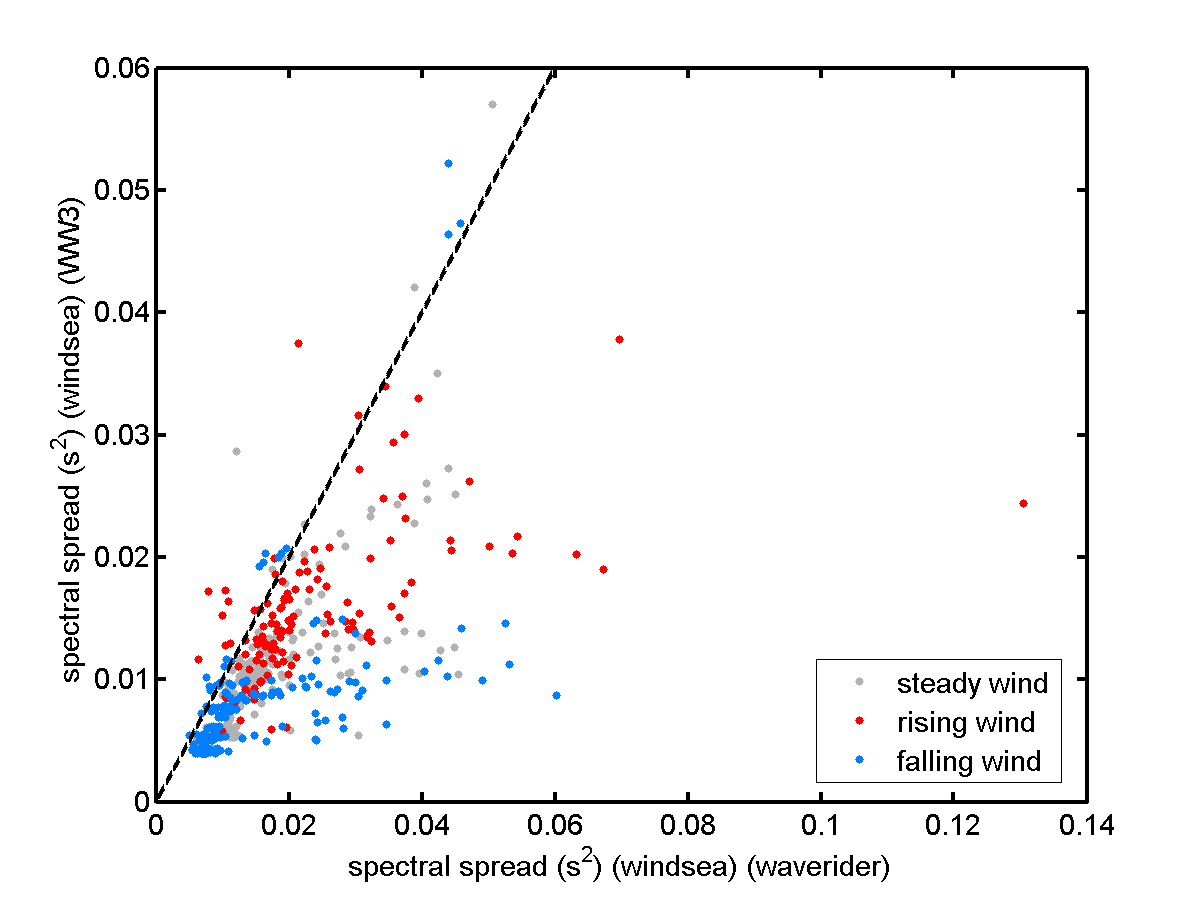 0.06
0.05
0.04
0.03
0.02
0.01
0
spectral spread (s²) (windsea) (WW3)
steady wind
rising wind
falling wind
0 0.02 0.04 0.06 0.08 0.1 0.12 0.14
spectral spread (s²) (windsea) (waverider)